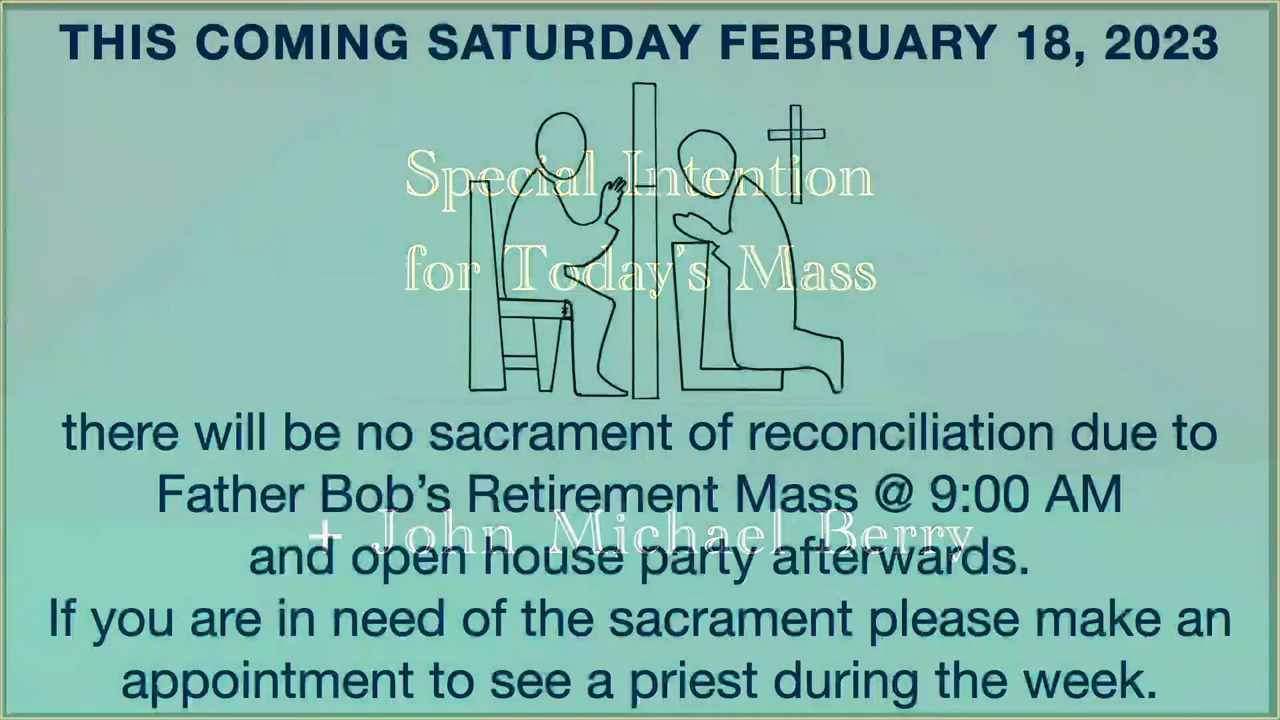 THIS COMING SATURDAY FEBRUARY 18, 2023
Special Intention
for Today's Mass
there will be no sacrament of reconciliation due to
Father Bob’s Retirement Mass @ 9:00 AM
+ John Michael Berry
and open house party afterwards.
If you are in need of the sacrament please make an
appointment to see a priest during the week.